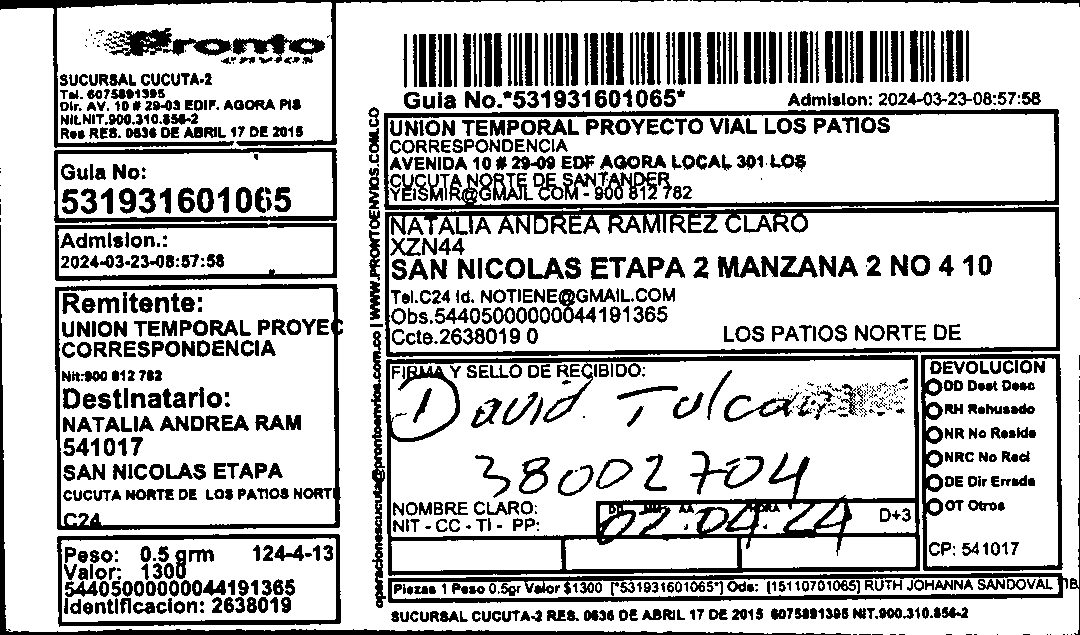 Pronto
envios
SUCURSAL CUCUTA-2
Tel. 6075891395
Dir. AV. 10 # 29-03 EDIF. AGORA PIS
Nit.NIT.900.310.856-2
Res RES. 0636 DE ABRIL 17 DE 2015
Guia No:
531931601065
Admision.:
2024-03-23-08:57:58
Remitente:
UNION TEMPORAL PROYEC
CORRESPONDENCIA
Nit:900 812 782
Destinatario:
NATALIA ANDREA RAM
541017
SAN NICOLAS ETAPA
CUCUTA NORTE DE LOS PATIOS NORT
C24
Peso: 0.5 grm 124-4-13
Valor: 1300
54405000000044191365
Identificacion: 2638019
operacionescucuta@prontoenvios.com.co | WWW.PRONTOENVIOS.COM.CO
Guia No.*531931601065* Admision: 2024-03-23-08:57:58
UNION TEMPORAL PROYECTO VIAL LOS PATIOS
CORRESPONDENCIA
AVENIDA 10 # 29-09 EDF AGORA LOCAL 301 LOS
CUCUTA NORTE DE SANTANDER
YEISMIR@GMAIL COM - 900 812 782
NATALIA ANDREA RAMIREZ CLARO
XZN44
SAN NICOLAS ETAPA 2 MANZANA 2 NO 4 10
Tel.C24 Id. NOTIENE@GMAIL.COM
Obs.54405000000044191365
Ccte.2638019 0 LOS PATIOS NORTE DE
FIRMA Y SELLO DE RECIBIDO:
David
38002704
NOMBRE CLARO:
NIT - CC - TI - PP:
DD MM AA HORA
02.04.24 D+3
DEVOLUCION
DD Dest Desc
RH Rehusado
NR No Reside
NRC No Recl
DE Dir Errada
OT Otros
CP: 541017
Piezas 1 Peso 0.5gr Valor $1300 [*531931601065*] Ods: [15110701065] RUTH JOHANNA SANDOVAL
SUCURSAL CUCUTA-2 RES. 0636 DE ABRIL 17 DE 2015 6075891395 NIT.900.310.856-2